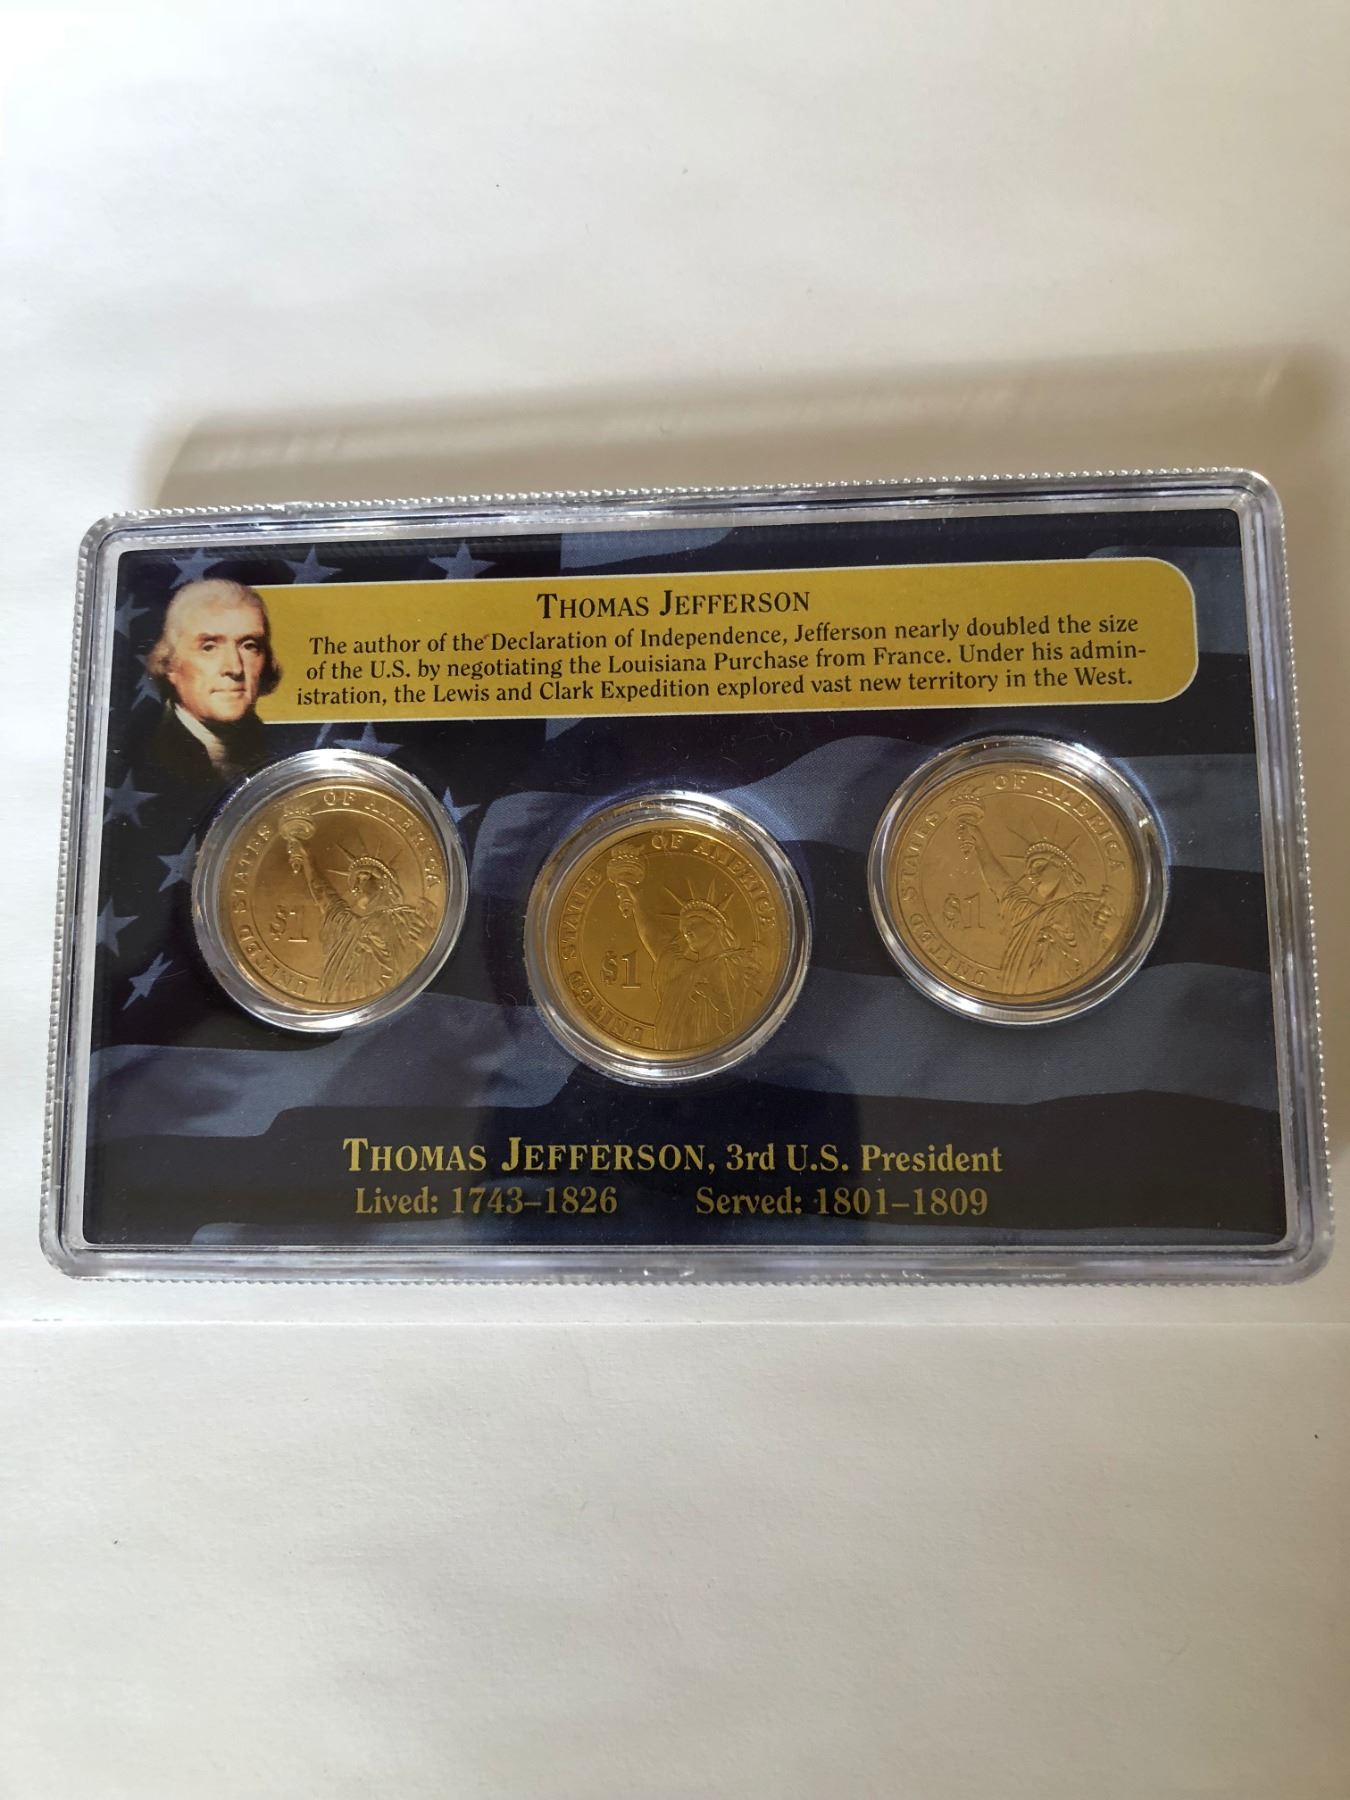 THOMAS JEFFERSON
The author of the Declaration of Independence, Jefferson nearly doubled the size
of the U.S. by negotiating the Louisiana Purchase from France. Under his admin-
istration, the Lewis and Clark Expedition explored vast new territory in the West.
UNITED STATES OF AMERICA
$1
UNITED STATES OF AMERICA
$1
UNITED STATES OF AMERICA
$1
THOMAS JEFFERSON, 3rd U.S. President
Lived: 1743–1826 Served: 1801–1809